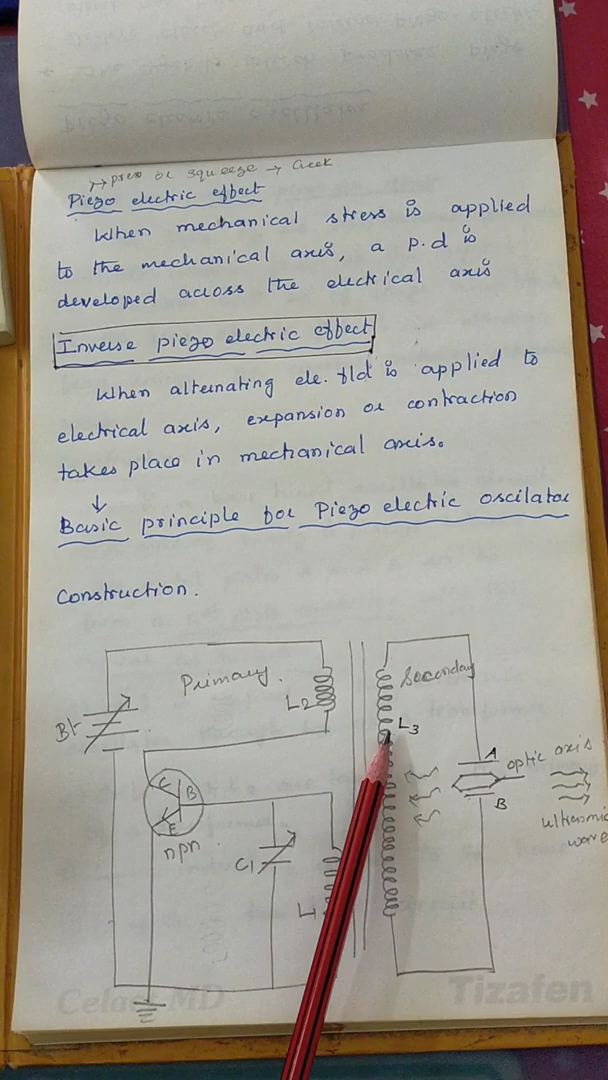 ↦ press or squeeze → Greek
Piezo electric effect
When mechanical stress is applied
to the mechanical axis, a p.d is
developed across the electrical axis
Inverse piezo electric effect
When alternating ele. fld is applied to
electrical axis, expansion or contraction
takes place in mechanical axis.
↓
Basic principle for Piezo electric oscilator
Construction.
Primary.
Secondary
L2
Bt
L3
A
optic axis
C
B
B
E
ultrasonic
wave
npn
C1
L
Tizafen